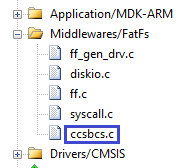 Application/MDK-ARM
Middlewares/FatFs
ff_gen_drv.c
diskio.c
ff.c
syscall.c
ccsbcs.c
Drivers/CMSIS